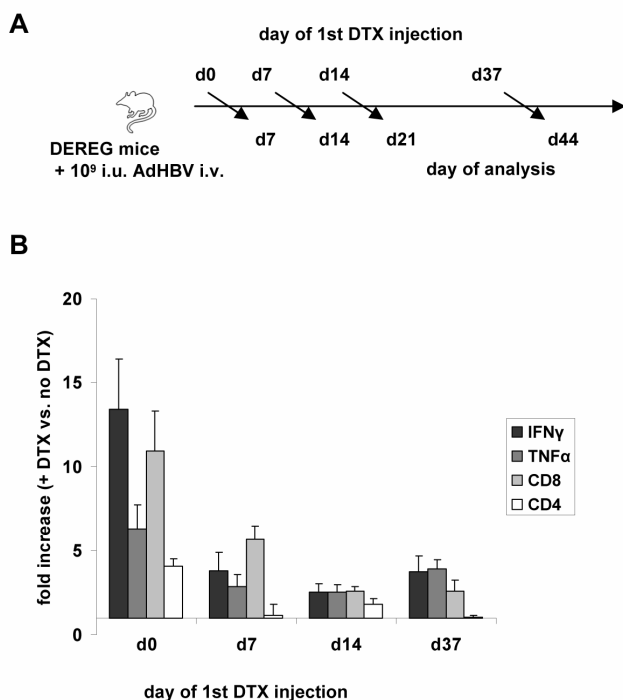 A
day of 1st DTX injection
d0 d7 d14 d37
d7 d14 d21 d44
DEREG mice
+ 10⁹ i.u. AdHBV i.v.
day of analysis
B
fold increase (+ DTX vs. no DTX)
20
15
10
5
0
IFNγ
TNFα
CD8
CD4
d0 d7 d14 d37
day of 1st DTX injection